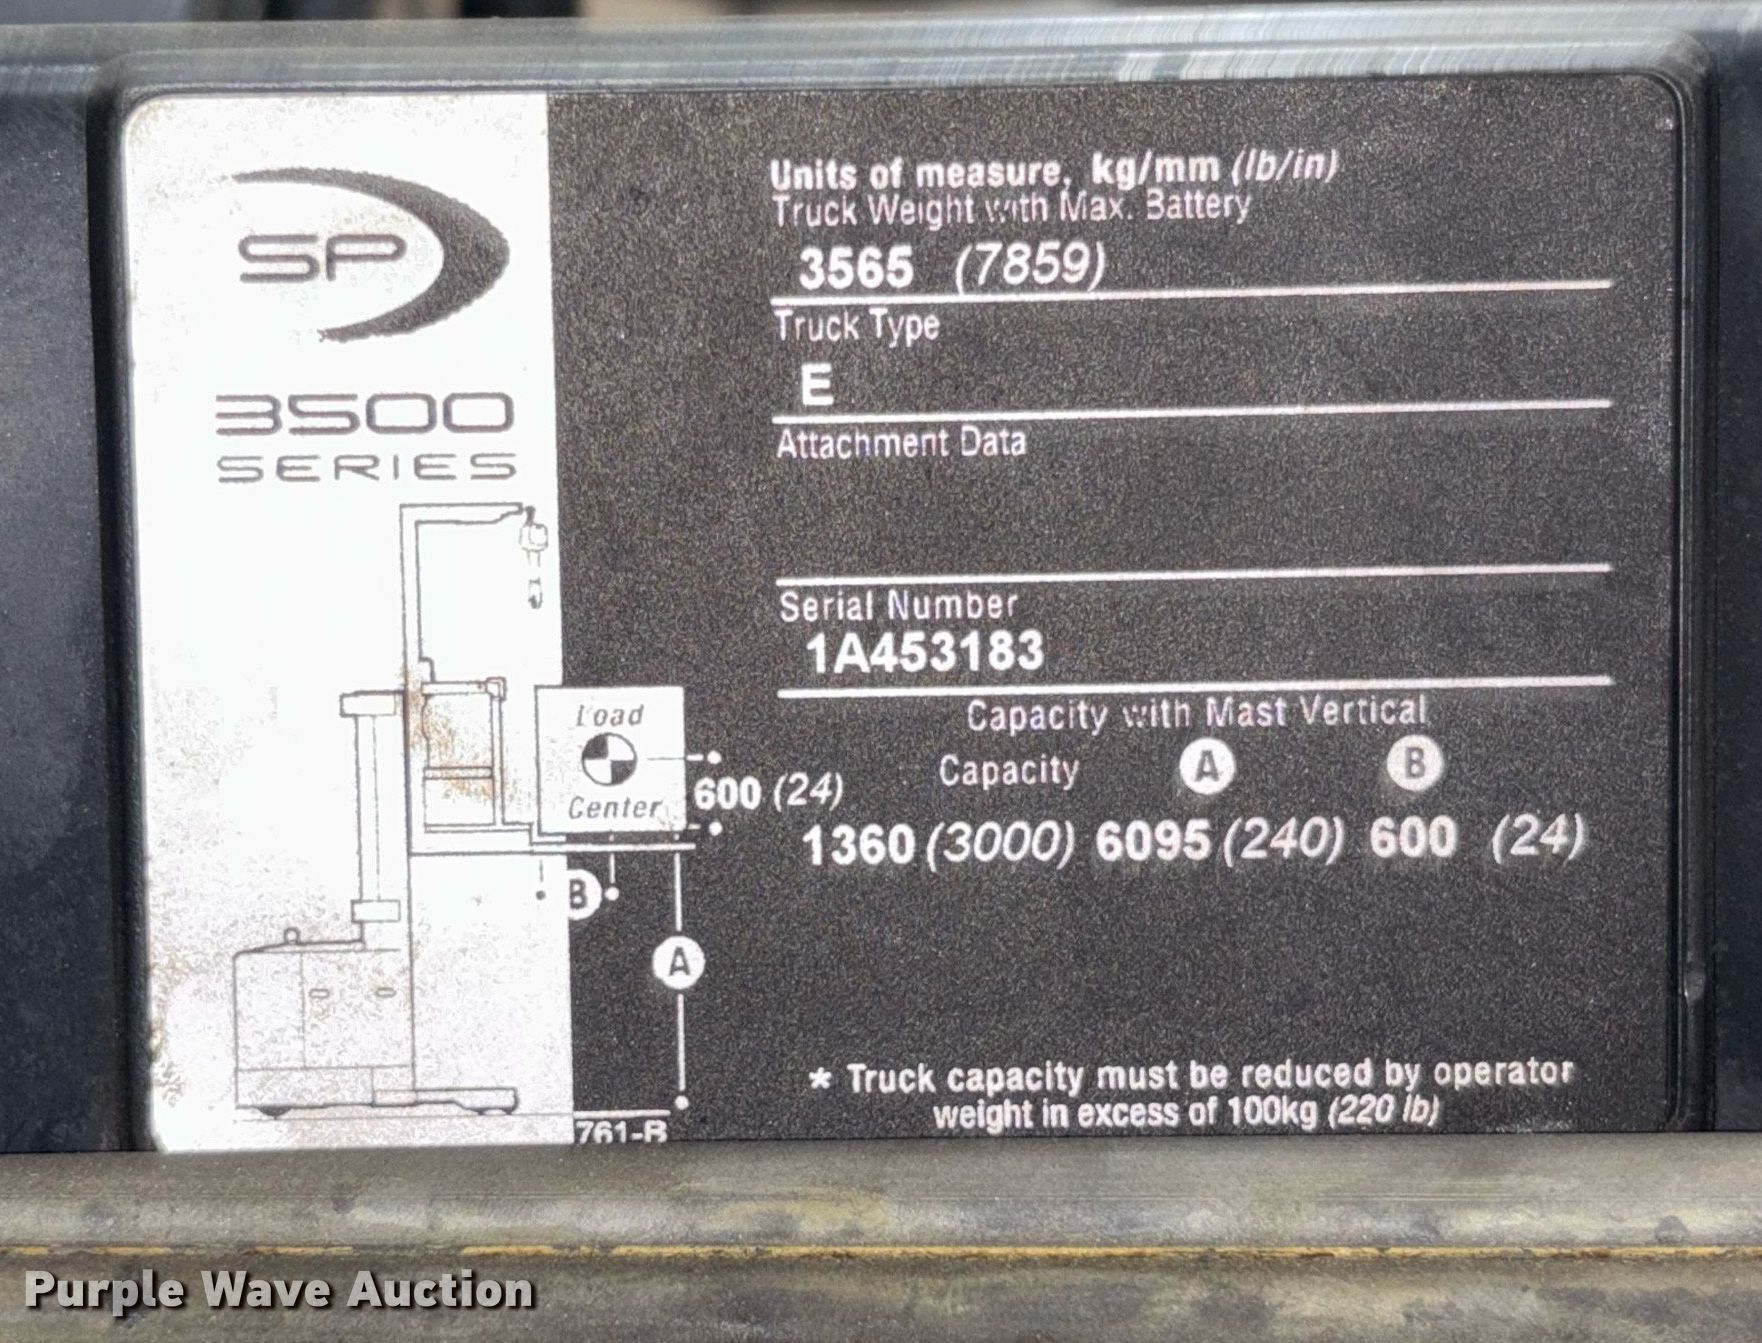 SP
3500
SERIES
Units of measure, kg/mm (lb/in)
Truck Weight with Max. Battery
3565 (7859)
Truck Type
E
Attachment Data
Serial Number
1A453183
Capacity with Mast Vertical
Capacity A B
1360 (3000) 6095 (240) 600 (24)
Load
Center
600 (24)
B
A
* Truck capacity must be reduced by operator
weight in excess of 100kg (220 lb)
761-B
Purple Wave Auction